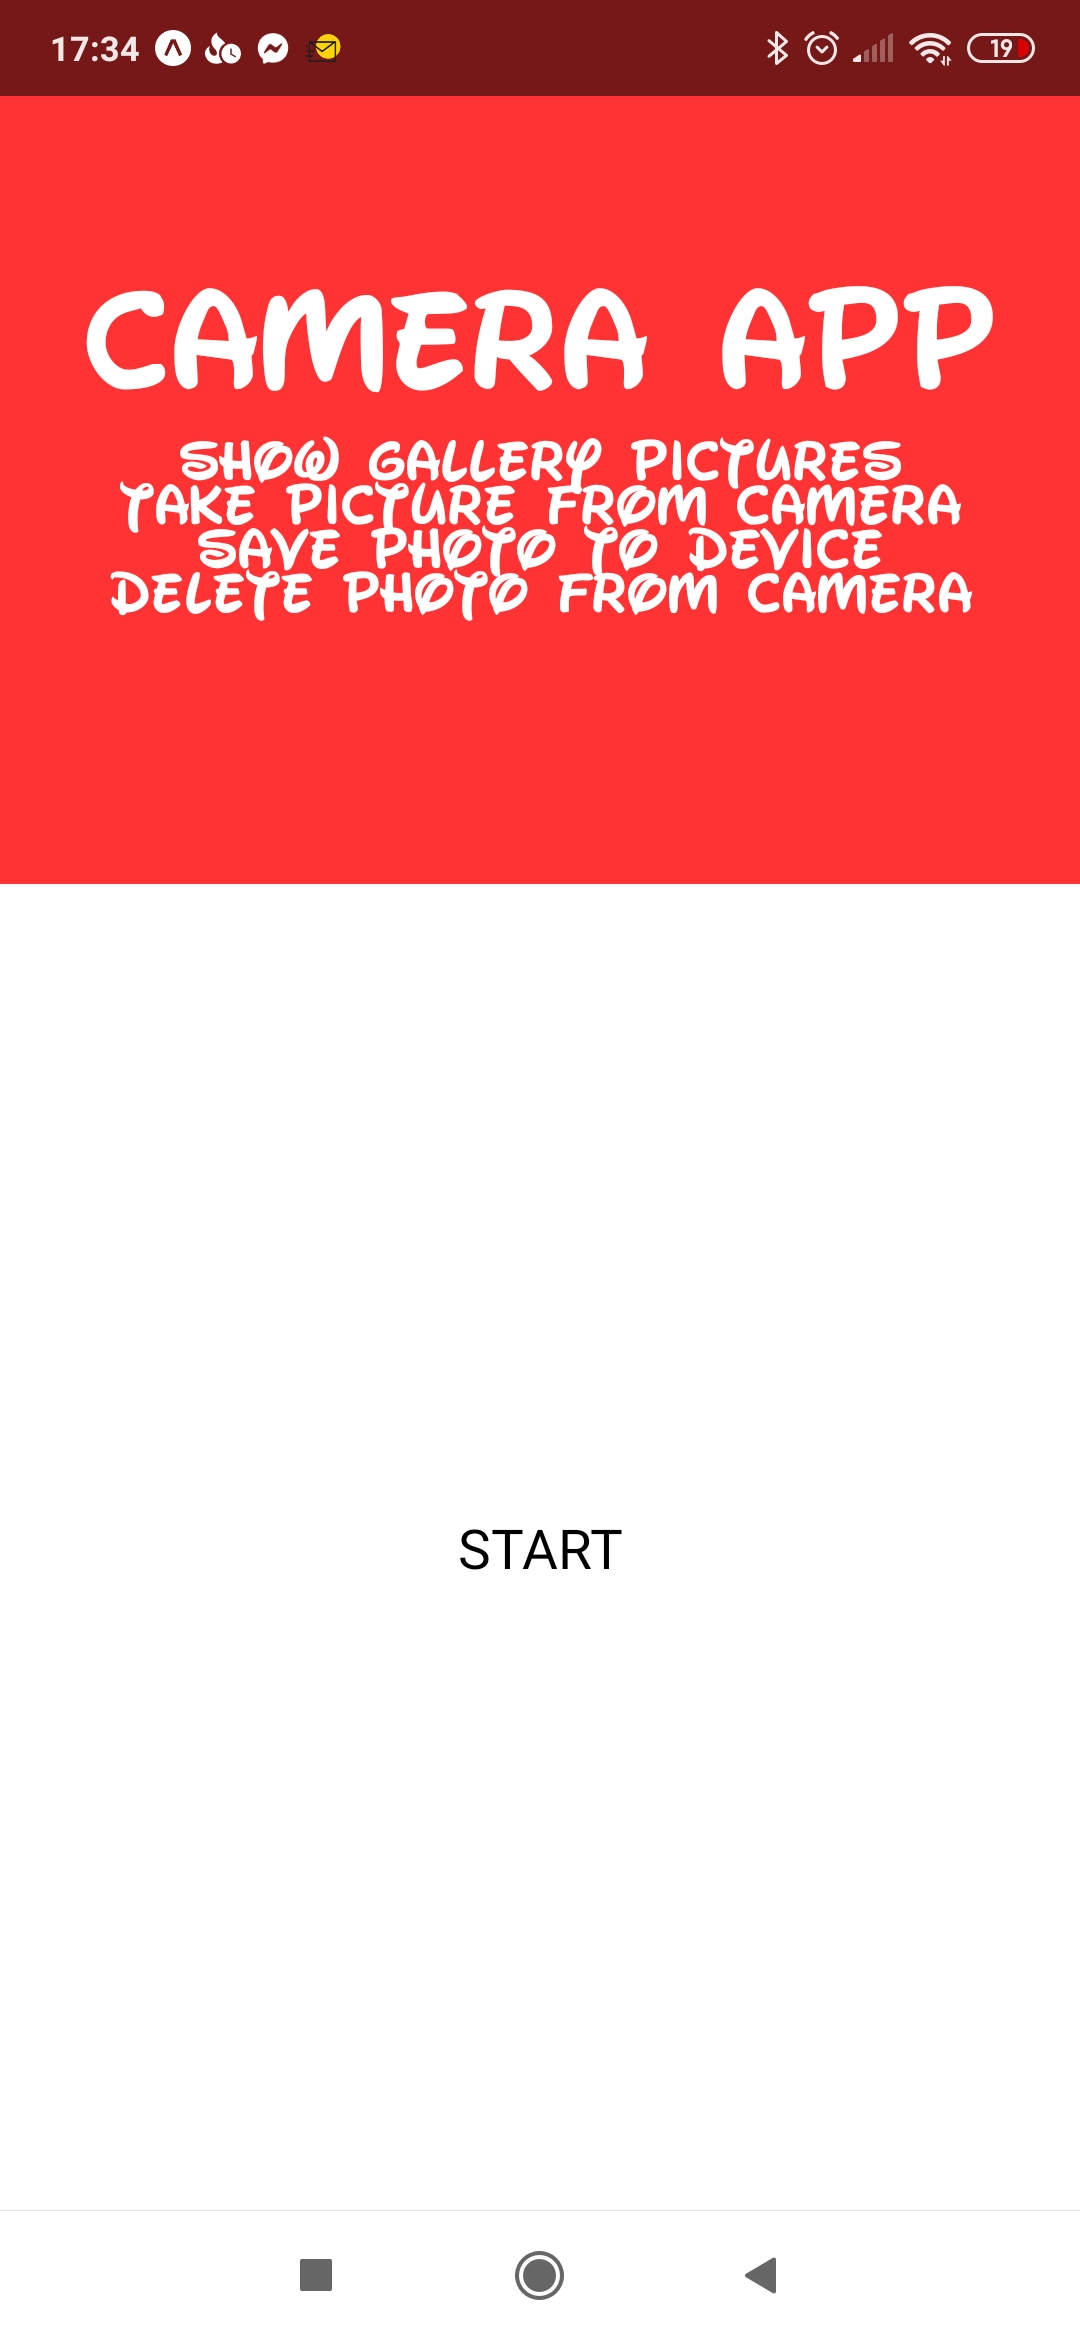 17:34
19
CAMERA APP
SHOW GALLERY PICTURES
TAKE PICTURE FROM CAMERA
SAVE PHOTO TO DEVICE
DELETE PHOTO FROM CAMERA
START